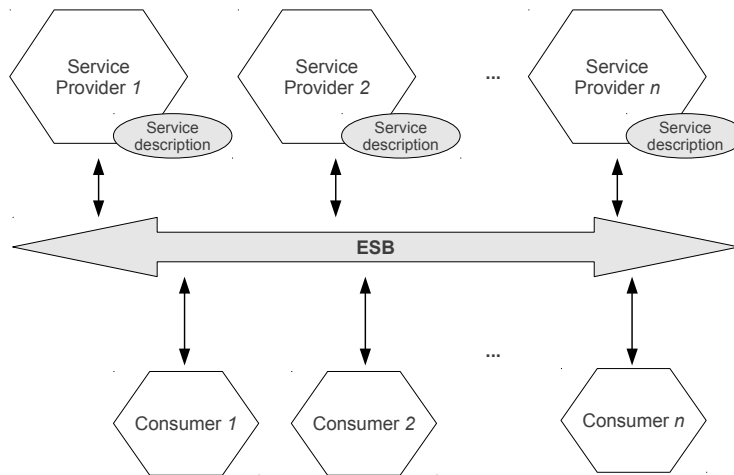 Service
Provider 1
Service
description
Service
Provider 2
Service
description
...
Service
Provider n
Service
description
ESB
...
Consumer 1
Consumer 2
Consumer n